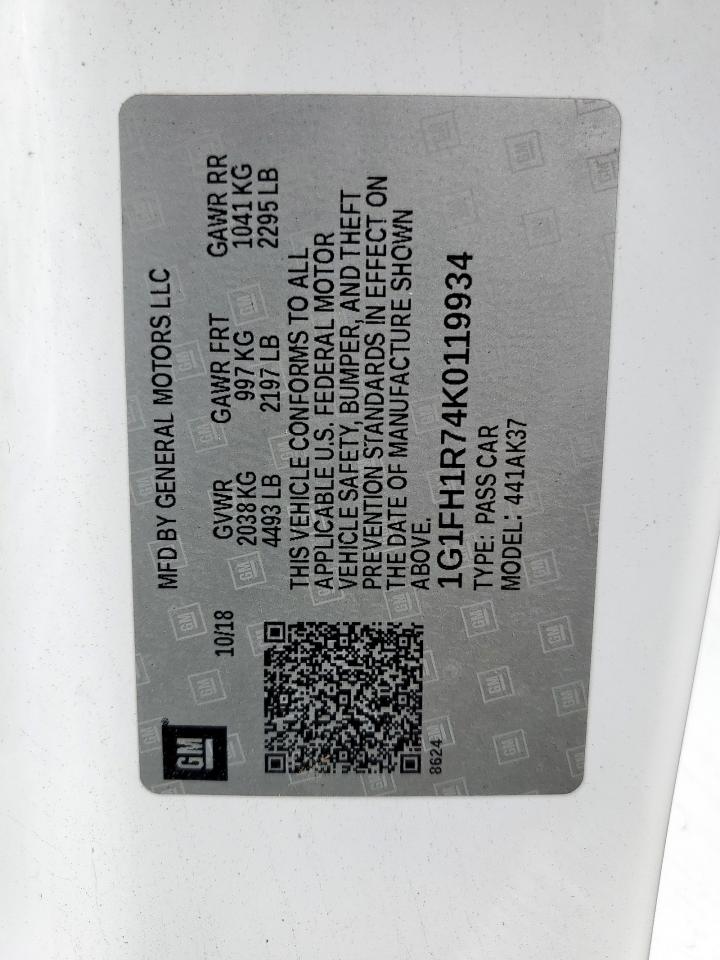 MFD BY GENERAL MOTORS LLC
10/18
GVWR GAWR FRT GAWR RR
2038 KG 997 KG 1041 KG
4493 LB 2197 LB 2295 LB
THIS VEHICLE CONFORMS TO ALL
APPLICABLE U.S. FEDERAL MOTOR
VEHICLE SAFETY, BUMPER, AND THEFT
PREVENTION STANDARDS IN EFFECT ON
THE DATE OF MANUFACTURE SHOWN
ABOVE.
1G1FH1R74K0119934
TYPE: PASS CAR
MODEL: 441AK37
GM®
8624